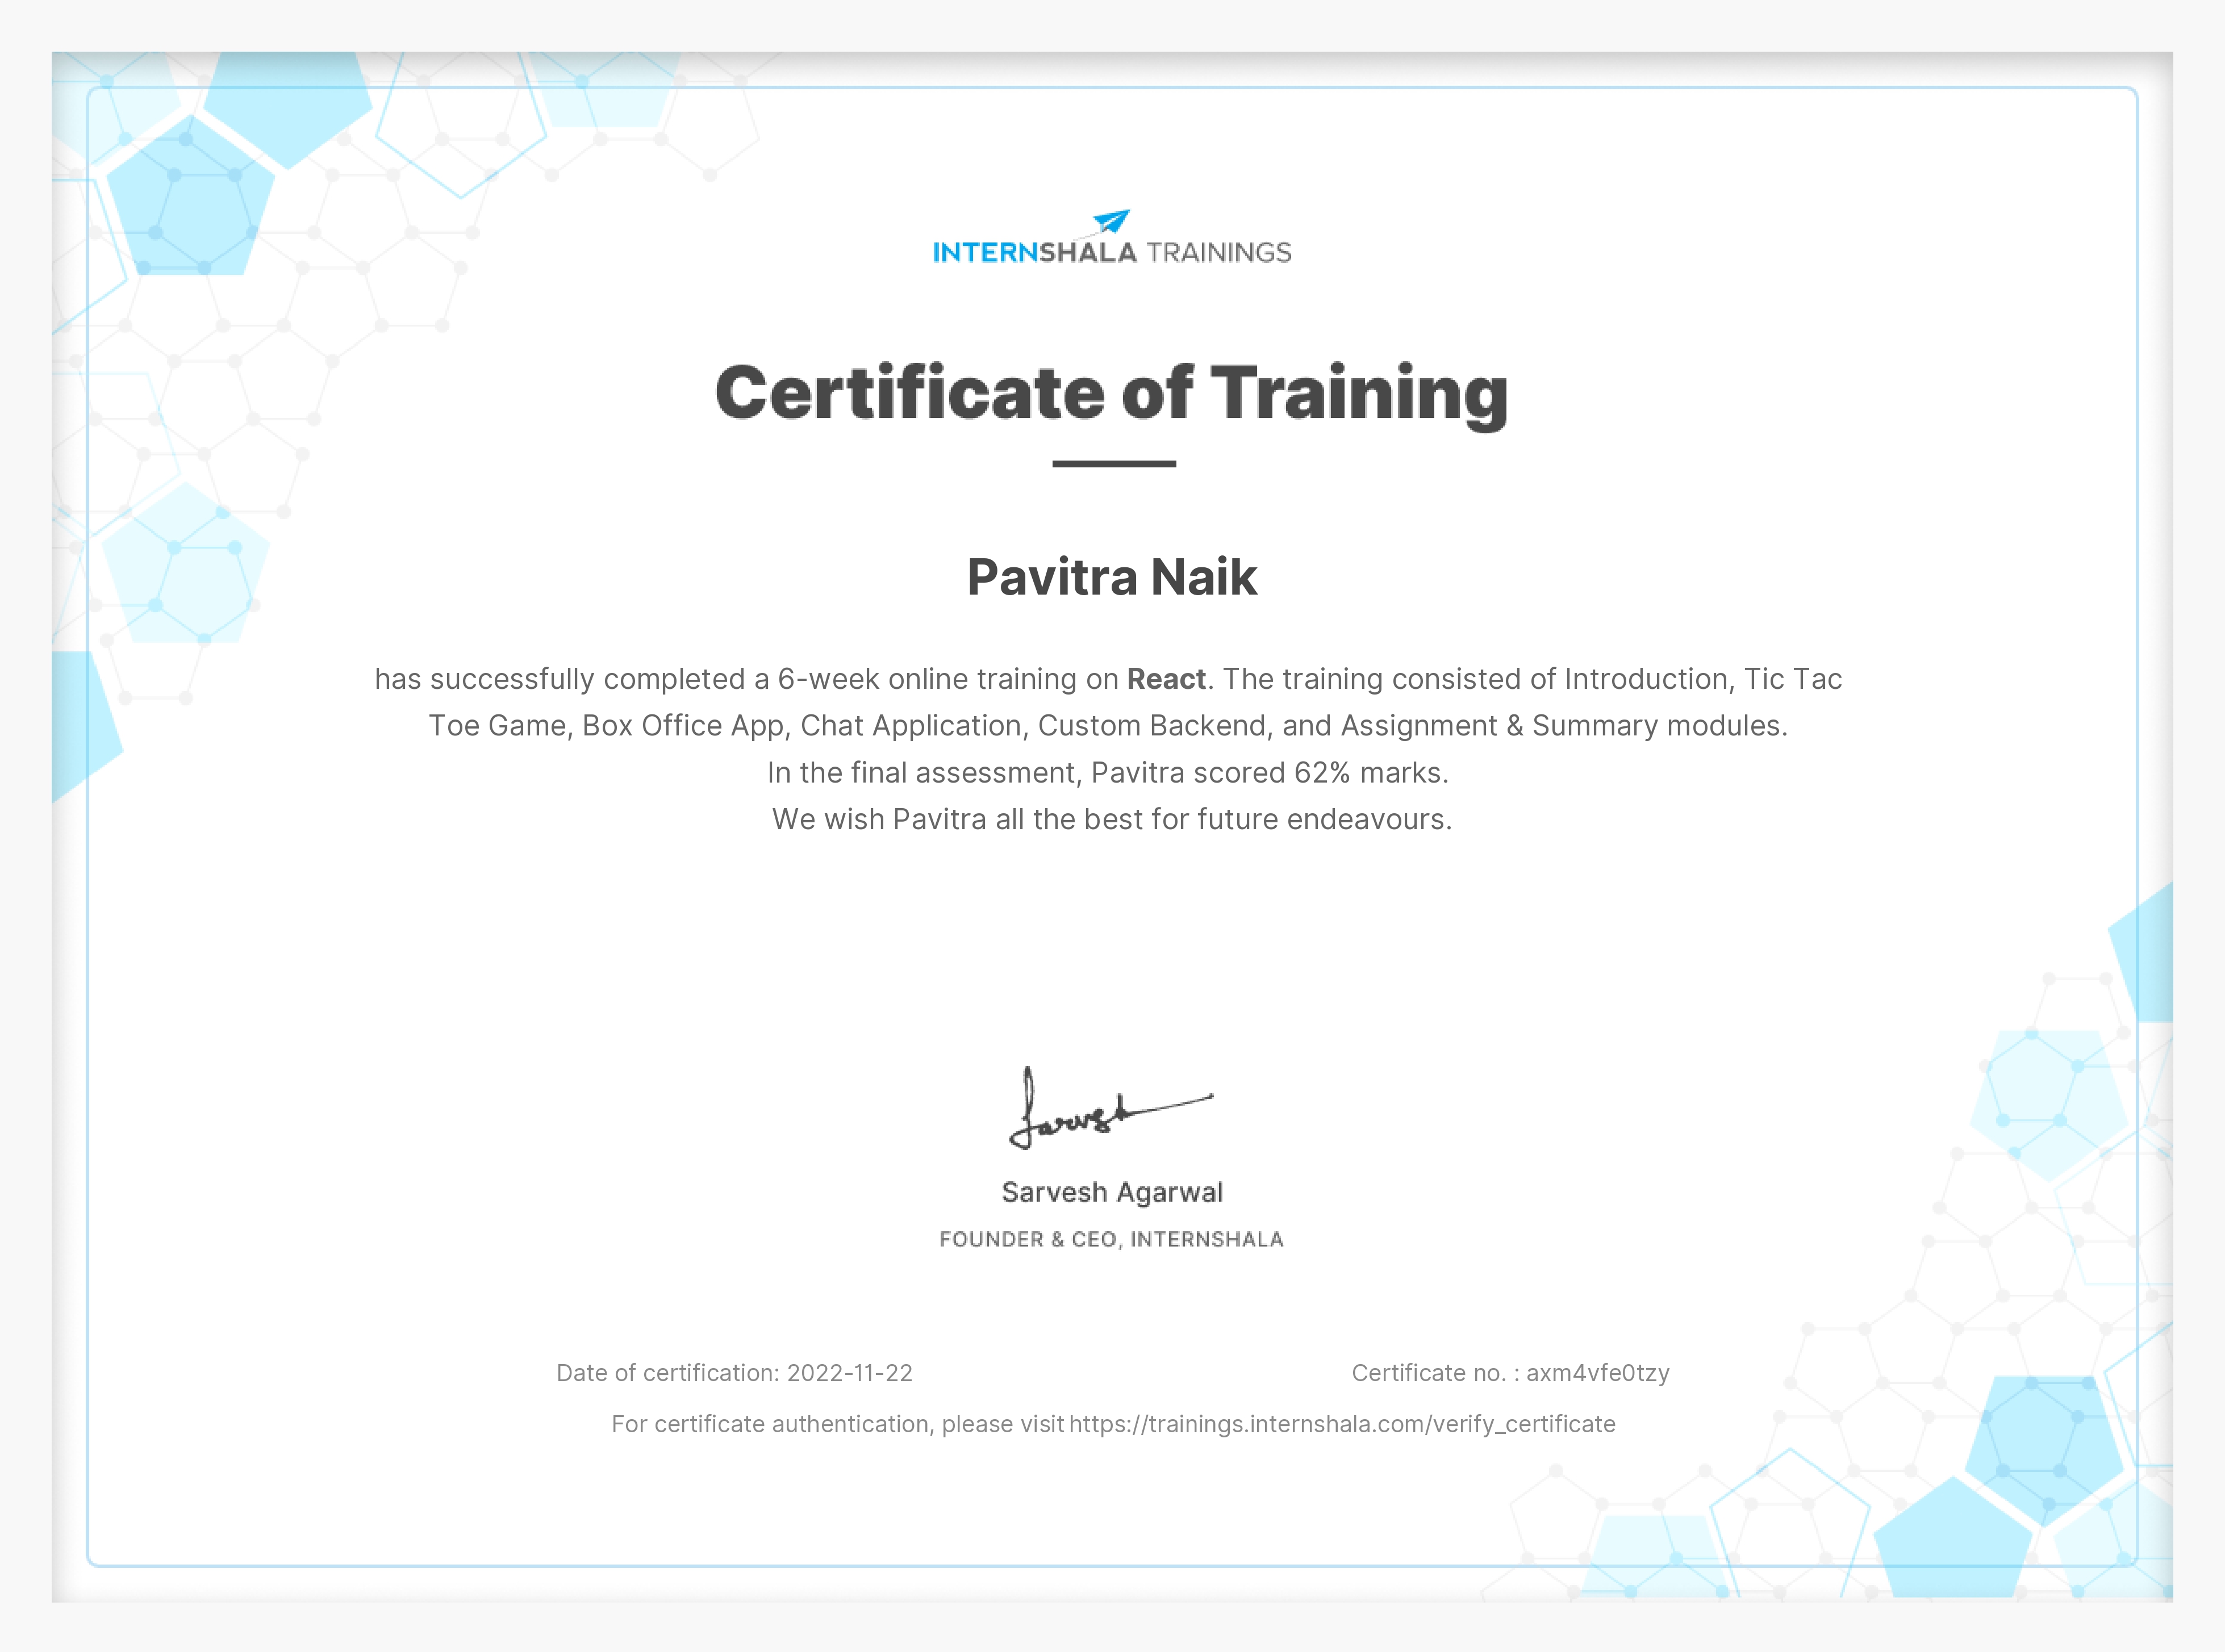 INTERNSHALA TRAININGS
Certificate of Training
Pavitra Naik
has successfully completed a 6-week online training on React. The training consisted of Introduction, Tic Tac
Toe Game, Box Office App, Chat Application, Custom Backend, and Assignment & Summary modules.
In the final assessment, Pavitra scored 62% marks.
We wish Pavitra all the best for future endeavours.
Sarvesh
Sarvesh Agarwal
FOUNDER & CEO, INTERNSHALA
Date of certification: 2022-11-22
Certificate no. : axm4vfe0tzy
For certificate authentication, please visit https://trainings.internshala.com/verify_certificate